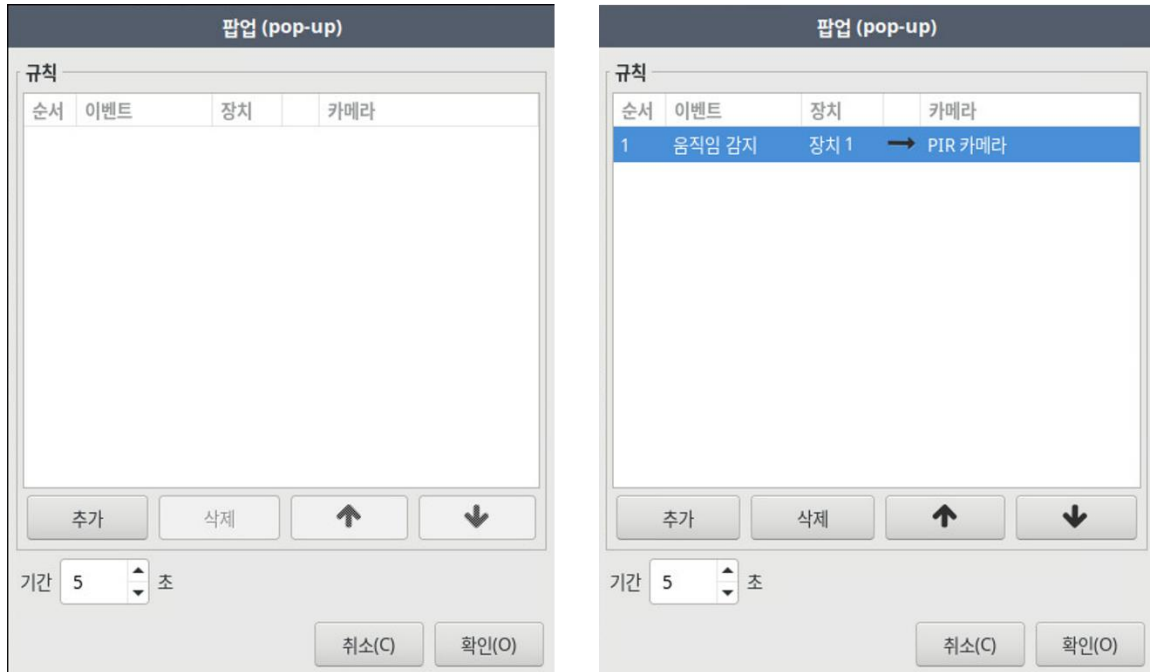 팝업 (pop-up)
규칙
순서 이벤트 장치 카메라
추가 삭제
기간 5 초
취소(C) 확인(O)
팝업 (pop-up)
규칙
순서 이벤트 장치 카메라
1 움직임 감지 장치 1 → PIR 카메라
추가 삭제
기간 5 초
취소(C) 확인(O)